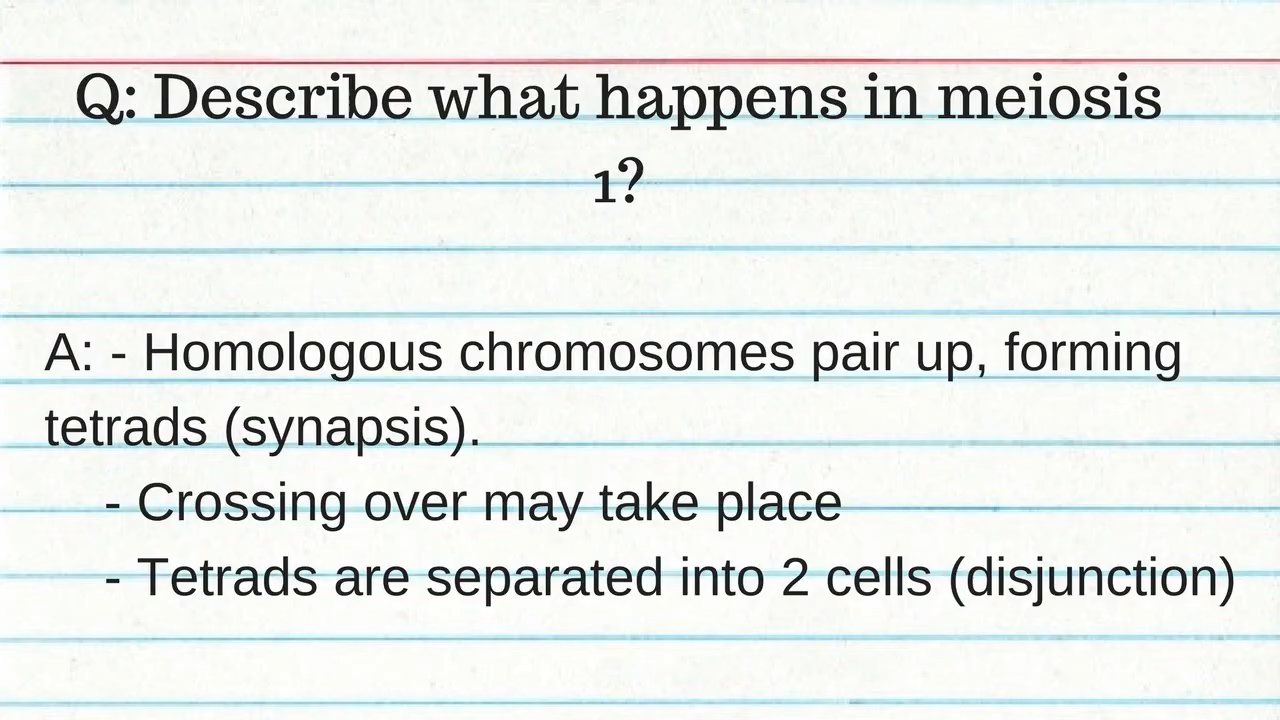 Q: Describe what happens in meiosis
1?
A: - Homologous chromosomes pair up, forming
tetrads (synapsis).
- Crossing over may take place
- Tetrads are separated into 2 cells (disjunction)